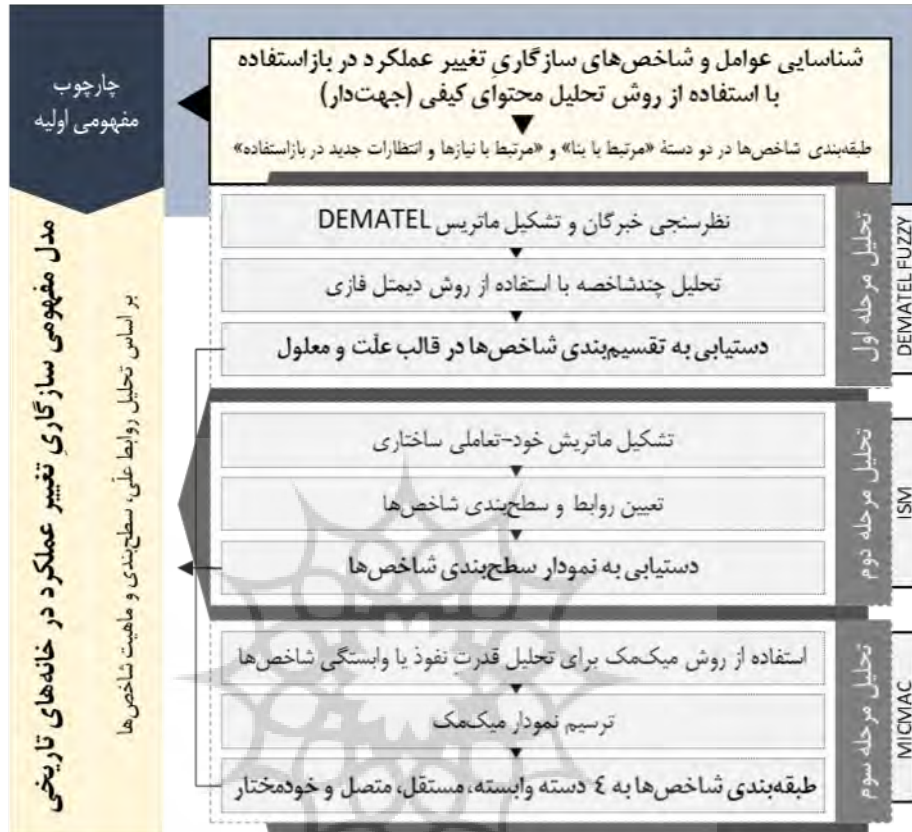 شناسایی عوامل و شاخص‌های سازگاریِ تغییر عملکرد در بازاستفاده
با استفاده از روش تحلیل محتوای کیفی (جهت‌دار)
طبقه‌بندی شاخص‌ها در دو دستهٔ «مرتبط با بنا» و «مرتبط با نیازها و انتظارات جدید در بازاستفاده»
چارچوب
مفهومی اولیه
DEMATEL FUZZY
تحلیل مرحله اول
نظرسنجی خبرگان و تشکیل ماتریس DEMATEL
تحلیل چندشاخصه با استفاده از روش دیمتل فازی
دستیابی به تقسیم‌بندی شاخص‌ها در قالب علّت و معلول
ISM
تحلیل مرحله دوم
تشکیل ماتریش خود-تعاملی ساختاری
تعیین روابط و سطح‌بندی شاخص‌ها
دستیابی به نمودار سطح‌بندی شاخص‌ها
MICMAC
تحلیل مرحله سوم
استفاده از روش میک‌مک برای تحلیل قدرتِ نفوذ یا وابستگی شاخص‌ها
ترسیم نمودار میک‌مک
طبقه‌بندی شاخص‌ها به ٤ دسته وابسته، مستقل، متصل و خودمختار
بر اساس تحلیل روابط علّی، سطح‌بندی و ماهیت شاخص‌ها
مدل مفهومی سازگاریِ تغییر عملکرد در خانه‌های تاریخی